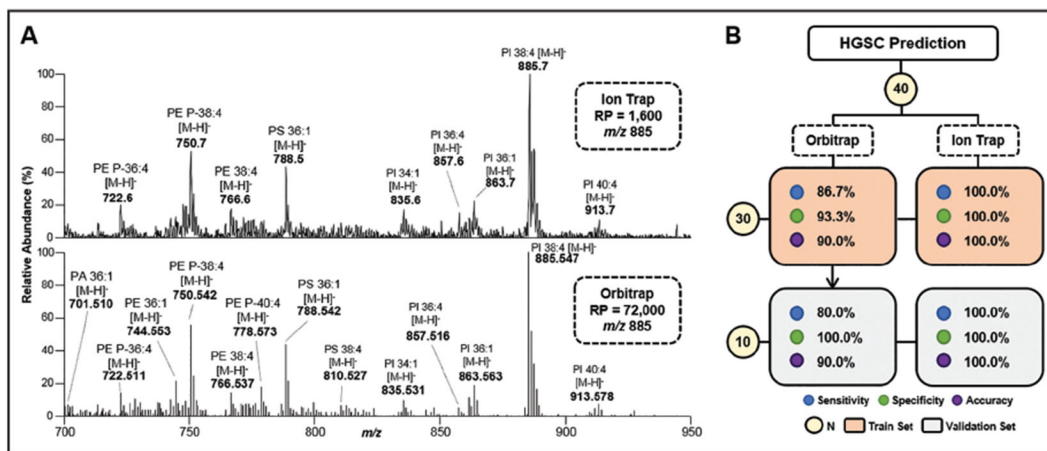 A
Relative Abundance (%)
100
80
60
40
20
0
PE P-36:4
[M-H]-
722.6
PE P-38:4
[M-H]-
750.7
PE 38:4
[M-H]-
766.6
PS 36:1
[M-H]-
788.5
PI 34:1
[M-H]-
835.6
PI 36:4
[M-H]-
857.6
PI 36:1
[M-H]-
863.7
PI 38:4 [M-H]-
885.7
PI 40:4
[M-H]-
913.7
Ion Trap
RP = 1,600
m/z 885
100
80
60
40
20
0
PA 36:1
[M-H]-
701.510
PE P-36:4
[M-H]-
722.511
PE 36:1
[M-H]-
744.553
PE P-38:4
[M-H]-
750.542
PE 38:4
[M-H]-
766.537
PE P-40:4
[M-H]-
778.573
PS 36:1
[M-H]-
788.542
PS 38:4
[M-H]-
810.527
PI 34:1
[M-H]-
835.531
PI 36:4
[M-H]-
857.516
PI 36:1
[M-H]-
863.563
PI 38:4 [M-H]-
885.547
PI 40:4
[M-H]-
913.578
Orbitrap
RP = 72,000
m/z 885
700 750 800 m/z 850 900 950
B
HGSC Prediction
40
Orbitrap Ion Trap
30
86.7% 100.0%
93.3% 100.0%
90.0% 100.0%
10
80.0% 100.0%
100.0% 100.0%
90.0% 100.0%
Sensitivity Specificity Accuracy
N Train Set Validation Set